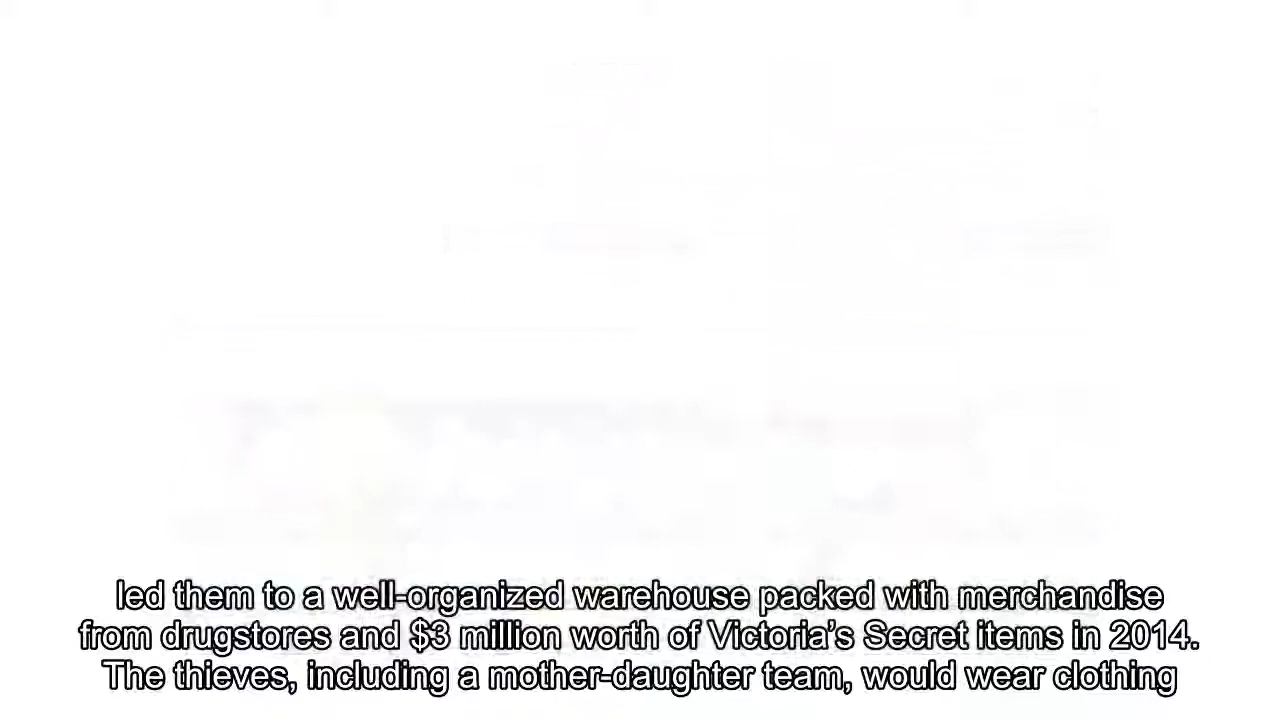 led them to a well-organized warehouse packed with merchandise
from drugstores and $3 million worth of Victoria’s Secret items in 2014.
The thieves, including a mother-daughter team, would wear clothing